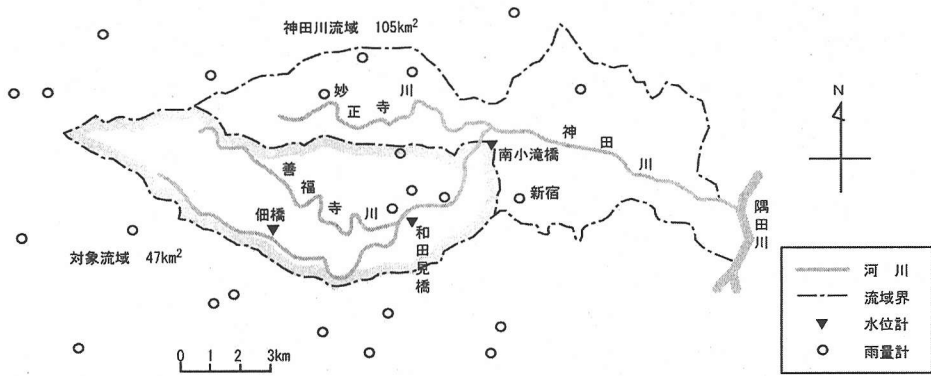 神田川流域 105km²
妙正寺川
神田川
南小滝橋
善福寺川
新宿
佃橋
和田見橋
隅田川
対象流域 47km²
0 1 2 3km
N
河川
流域界
水位計
雨量計